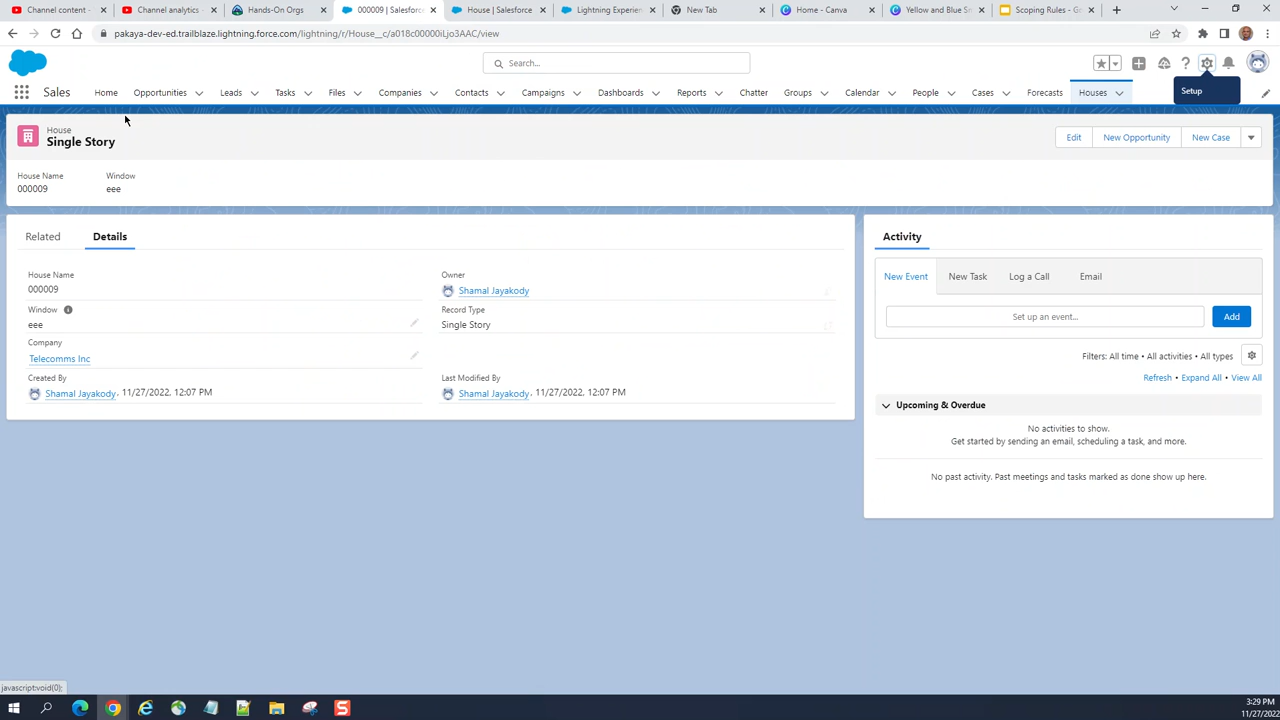 Channel content -
Channel analytics -
Hands-On Orgs
000009 | Salesforce
House | Salesforce
Lightning Experien
New Tab
Home - Canva
Yellow and Blue Si
Scoping Rules - Go
pakaya-dev-ed.trailblaze.lightning.force.com/lightning/r/House__c/a018c00000iLjo3AAC/view
Search...
Sales
Home
Opportunities
Leads
Tasks
Files
Companies
Contacts
Campaigns
Dashboards
Reports
Chatter
Groups
Calendar
People
Cases
Forecasts
Houses
Setup
House
Single Story
Edit
New Opportunity
New Case
House Name
Window
000009
eee
Related
Details
House Name
000009
Owner
Shamal Jayakody
Window
eee
Record Type
Single Story
Company
Telecomms Inc
Created By
Shamal Jayakody, 11/27/2022, 12:07 PM
Last Modified By
Shamal Jayakody, 11/27/2022, 12:07 PM
Activity
New Event
New Task
Log a Call
Email
Set up an event...
Add
Filters: All time • All activities • All types
Refresh • Expand All • View All
Upcoming & Overdue
No activities to show.
Get started by sending an email, scheduling a task, and more.
No past activity. Past meetings and tasks marked as done show up here.
javascript:void(0);
3:29 PM
11/27/2022